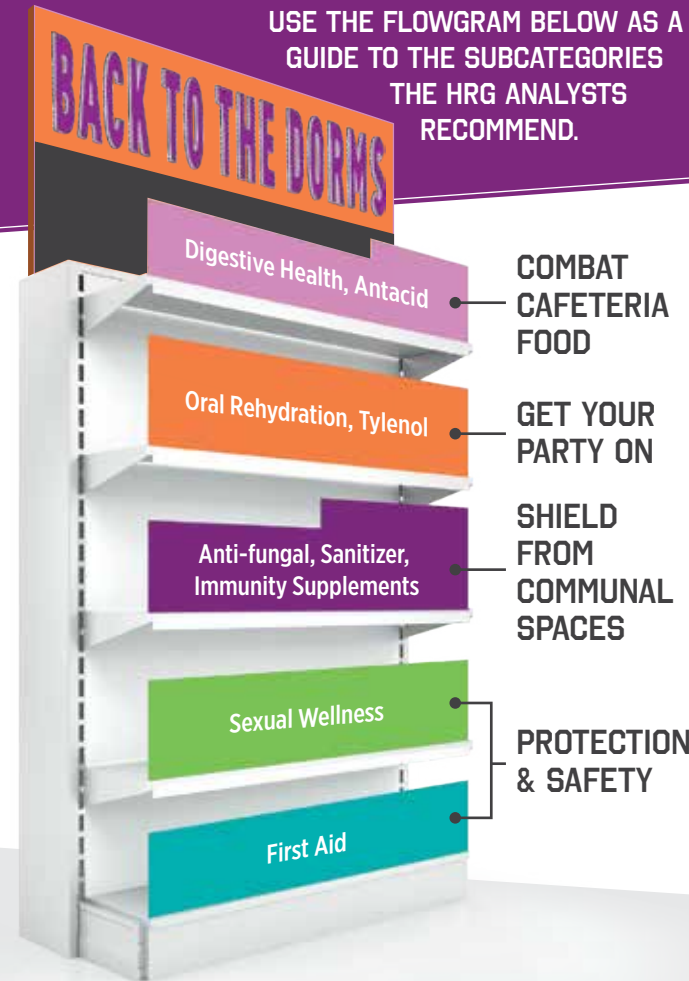 USE THE FLOWGRAM BELOW AS A
GUIDE TO THE SUBCATEGORIES
THE HRG ANALYSTS
RECOMMEND.
BACK TO THE DORMS
Digestive Health, Antacid
COMBAT
CAFETERIA
FOOD
Oral Rehydration, Tylenol
GET YOUR
PARTY ON
Anti-fungal, Sanitizer,
Immunity Supplements
SHIELD
FROM
COMMUNAL
SPACES
Sexual Wellness
First Aid
PROTECTION
& SAFETY